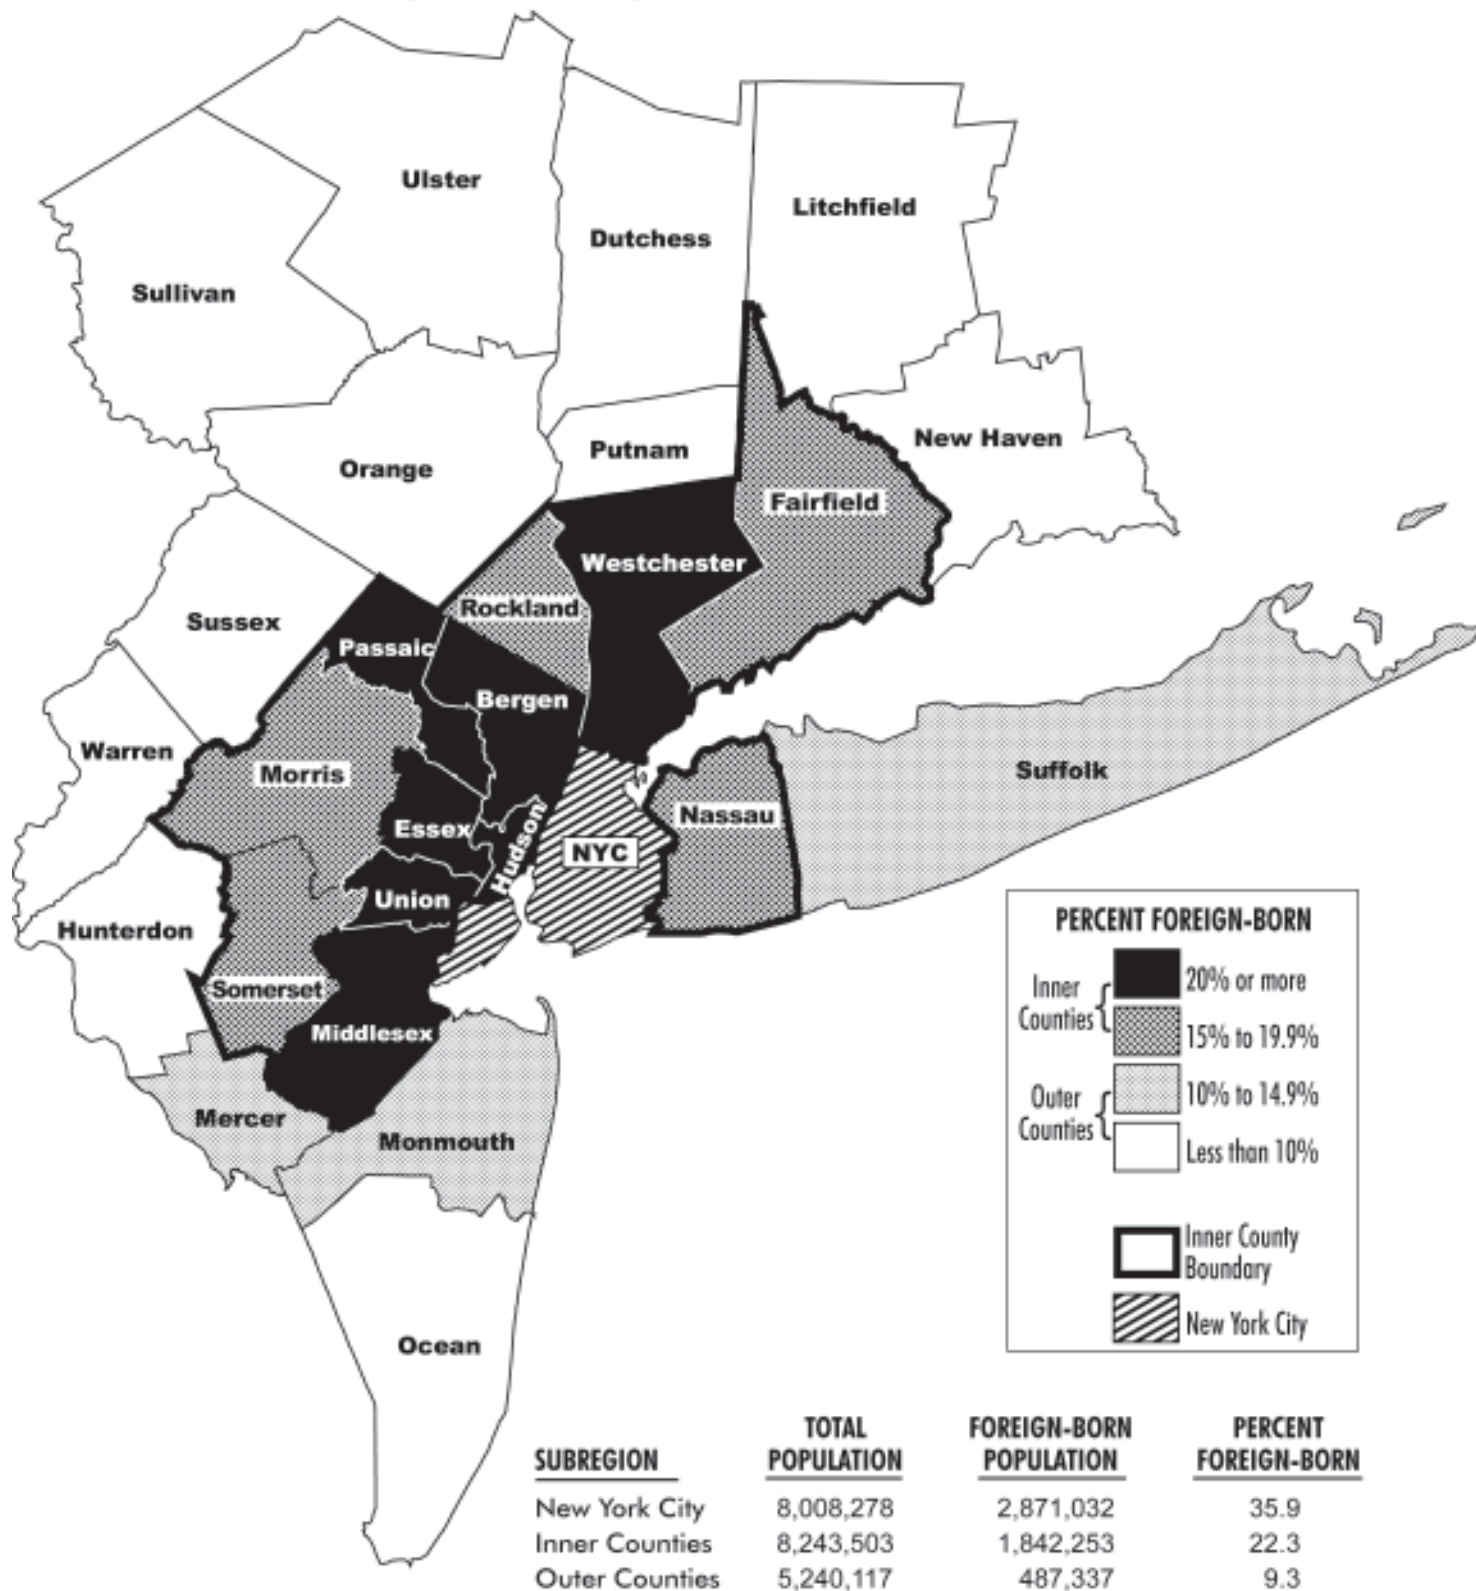 Ulster
Litchfield
Dutchess
Sullivan
New Haven
Putnam
Orange
Fairfield
Westchester
Rockland
Sussex
Passaic
Bergen
Warren
Morris
Suffolk
Nassau
Essex
Hudson
NYC
Union
Hunterdon
Somerset
Middlesex
Mercer
Monmouth
Ocean
PERCENT FOREIGN-BORN
Inner Counties
20% or more
15% to 19.9%
Outer Counties
10% to 14.9%
Less than 10%
Inner County
Boundary
New York City
SUBREGION TOTAL POPULATION FOREIGN-BORN POPULATION PERCENT FOREIGN-BORN
New York City 8,008,278 2,871,032 35.9
Inner Counties 8,243,503 1,842,253 22.3
Outer Counties 5,240,117 487,337 9.3